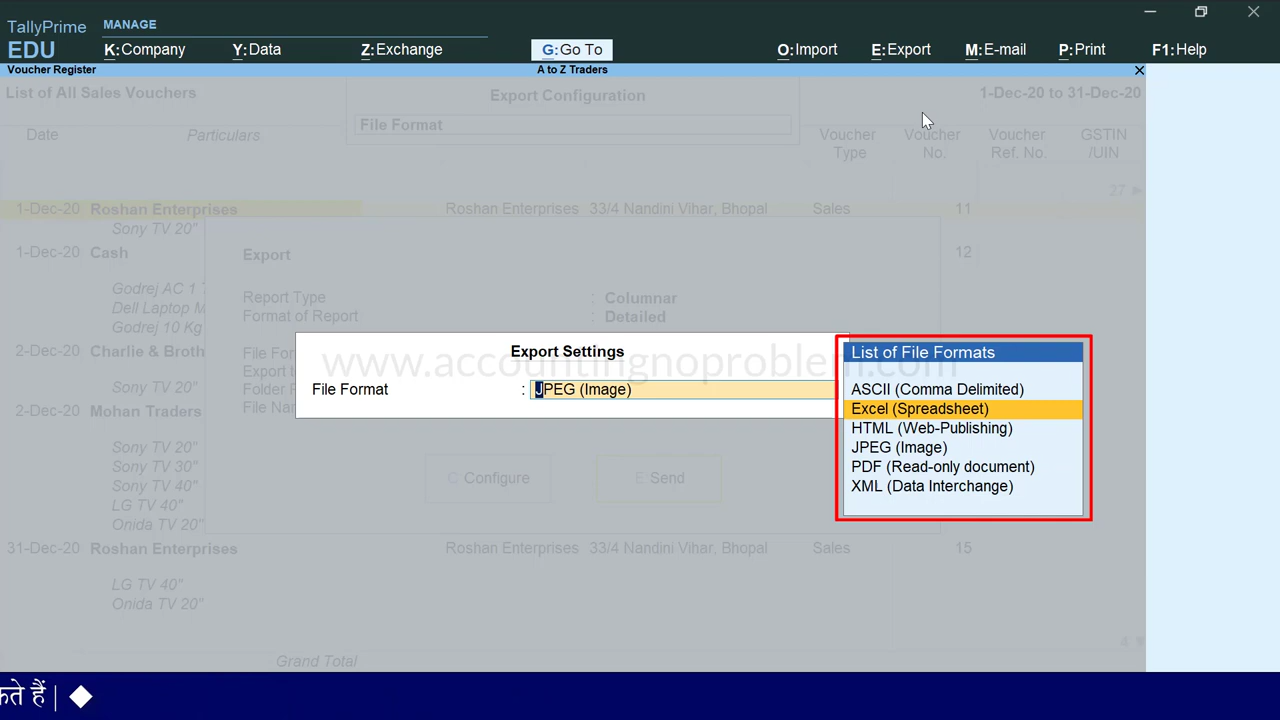 TallyPrime MANAGE
EDU K:Company Y:Data Z:Exchange G:Go To O:Import E:Export M:E-mail P:Print F1:Help
Voucher Register A to Z Traders
List of All Sales Vouchers Export Configuration 1-Dec-20 to 31-Dec-20
File Format
Date Particulars Voucher Type Voucher No. Voucher Ref. No. GSTIN /UIN
27
1-Dec-20 Roshan Enterprises Roshan Enterprises 33/4 Nandini Vihar, Bhopal Sales 11
Sony TV 20"
1-Dec-20 Cash 12
Export
Godrej AC 1
Report Type : Columnar
Dell Laptop M
Format of Report : Detailed
Godrej 10 Kg
2-Dec-20 Charlie & Broth
File For
Export to
Folder
File Nam
Export Settings
www.accountingnoproblem.com
File Format : JPEG (Image)
List of File Formats
ASCII (Comma Delimited)
Excel (Spreadsheet)
HTML (Web-Publishing)
JPEG (Image)
PDF (Read-only document)
XML (Data Interchange)
Sony TV 20"
2-Dec-20 Mohan Traders
Sony TV 20"
Sony TV 30"
C: Configure E: Send
Sony TV 40"
LG TV 40"
Onida TV 20"
31-Dec-20 Roshan Enterprises Roshan Enterprises 33/4 Nandini Vihar, Bhopal Sales 15
LG TV 40"
Onida TV 20"
Grand Total
कते हैं |